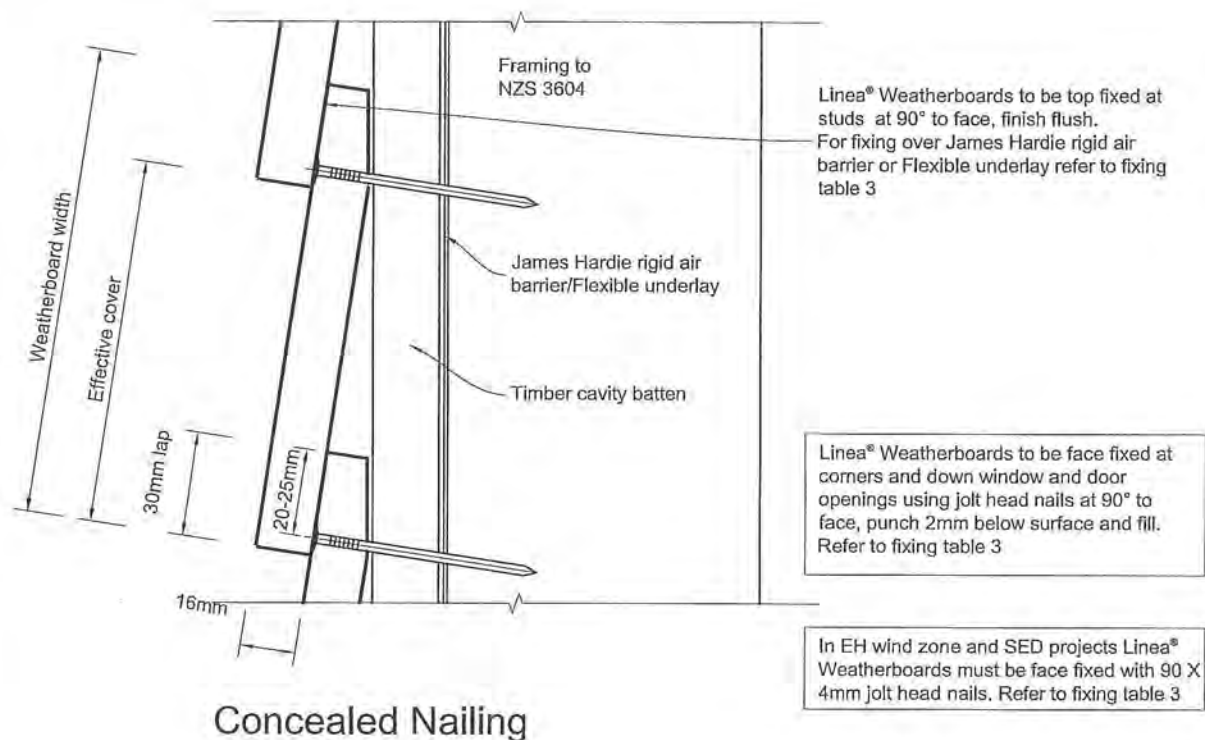 Framing to
NZS 3604
Linea® Weatherboards to be top fixed at
studs at 90° to face, finish flush.
For fixing over James Hardie rigid air
barrier or Flexible underlay refer to fixing
table 3
Weatherboard width
Effective cover
James Hardie rigid air
barrier/Flexible underlay
Timber cavity batten
30mm lap
20-25mm
Linea® Weatherboards to be face fixed at
corners and down window and door
openings using jolt head nails at 90° to
face, punch 2mm below surface and fill.
Refer to fixing table 3
16mm
In EH wind zone and SED projects Linea®
Weatherboards must be face fixed with 90 X
4mm jolt head nails. Refer to fixing table 3
Concealed Nailing